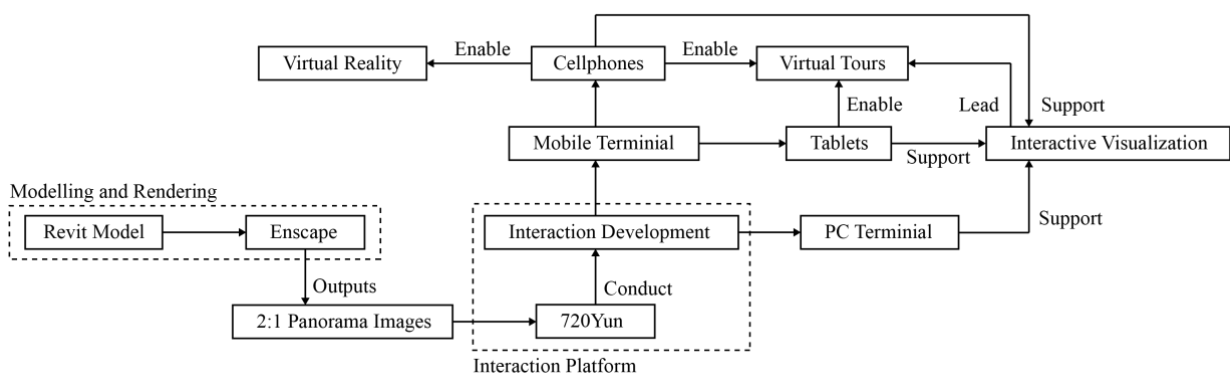 Enable
Enable
Virtual Reality
Cellphones
Virtual Tours
Enable
Lead
Support
Mobile Terminial
Tablets
Interactive Visualization
Support
Modelling and Rendering
Revit Model
Enscape
Interaction Development
PC Terminial
Support
Outputs
Conduct
2:1 Panorama Images
720Yun
Interaction Platform